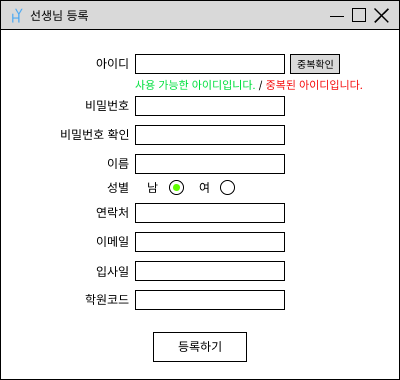 선생님 등록
아이디 중복확인
사용 가능한 아이디입니다. / 중복된 아이디입니다.
비밀번호
비밀번호 확인
이름
성별 남 여
연락처
이메일
입사일
학원코드
등록하기